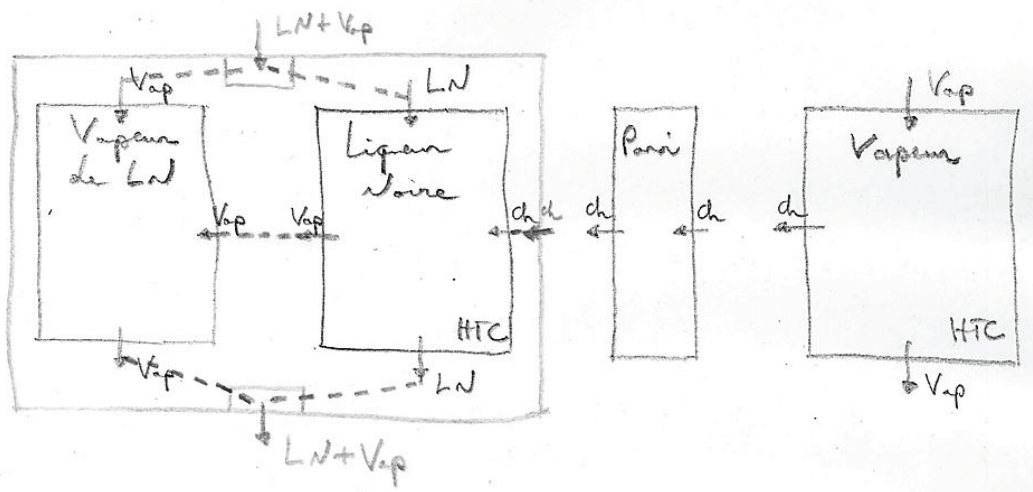 LN+Vap
Vap
LN
Vap
Vapeur
de LN
Liqueur
Noire
Paroi
Vapeur
Vap
Vap
ch
ch
ch
ch
ch
HTC
HTC
Vap
LN
Vap
LN+Vap